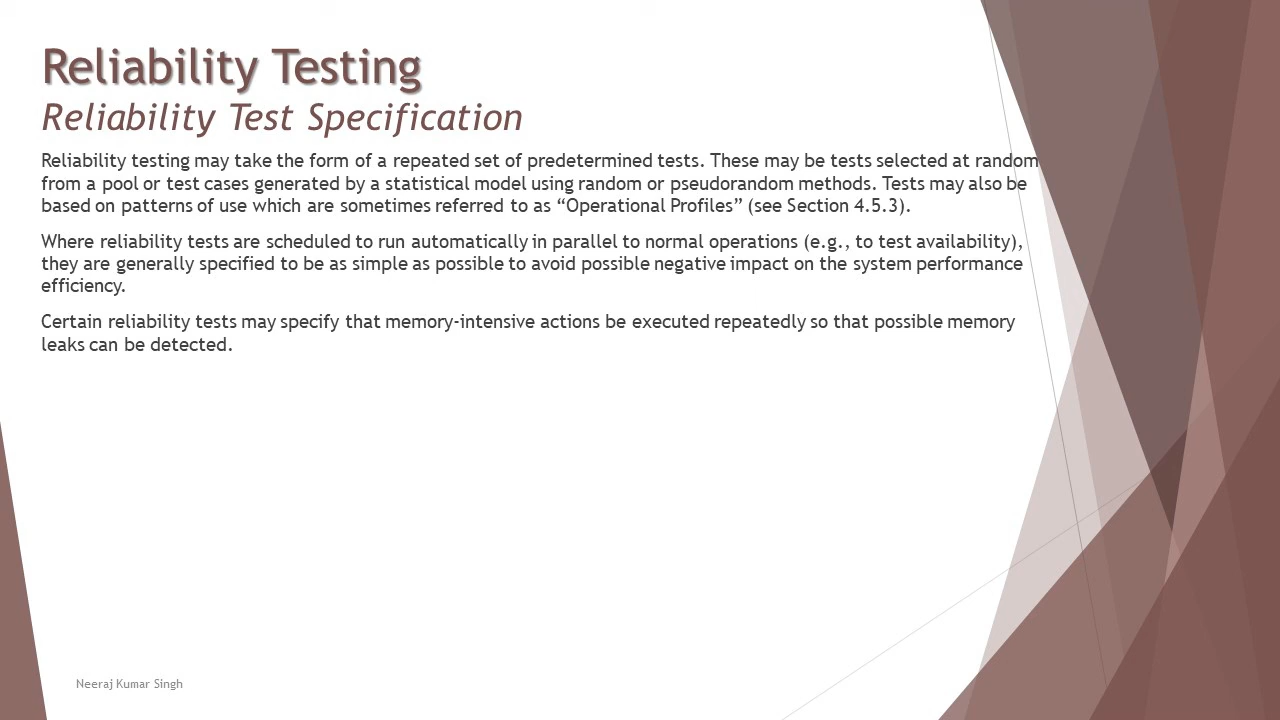 Reliability Testing
Reliability Test Specification
Reliability testing may take the form of a repeated set of predetermined tests. These may be tests selected at random
from a pool or test cases generated by a statistical model using random or pseudorandom methods. Tests may also be
based on patterns of use which are sometimes referred to as “Operational Profiles” (see Section 4.5.3).
Where reliability tests are scheduled to run automatically in parallel to normal operations (e.g., to test availability),
they are generally specified to be as simple as possible to avoid possible negative impact on the system performance
efficiency.
Certain reliability tests may specify that memory-intensive actions be executed repeatedly so that possible memory
leaks can be detected.
Neeraj Kumar Singh